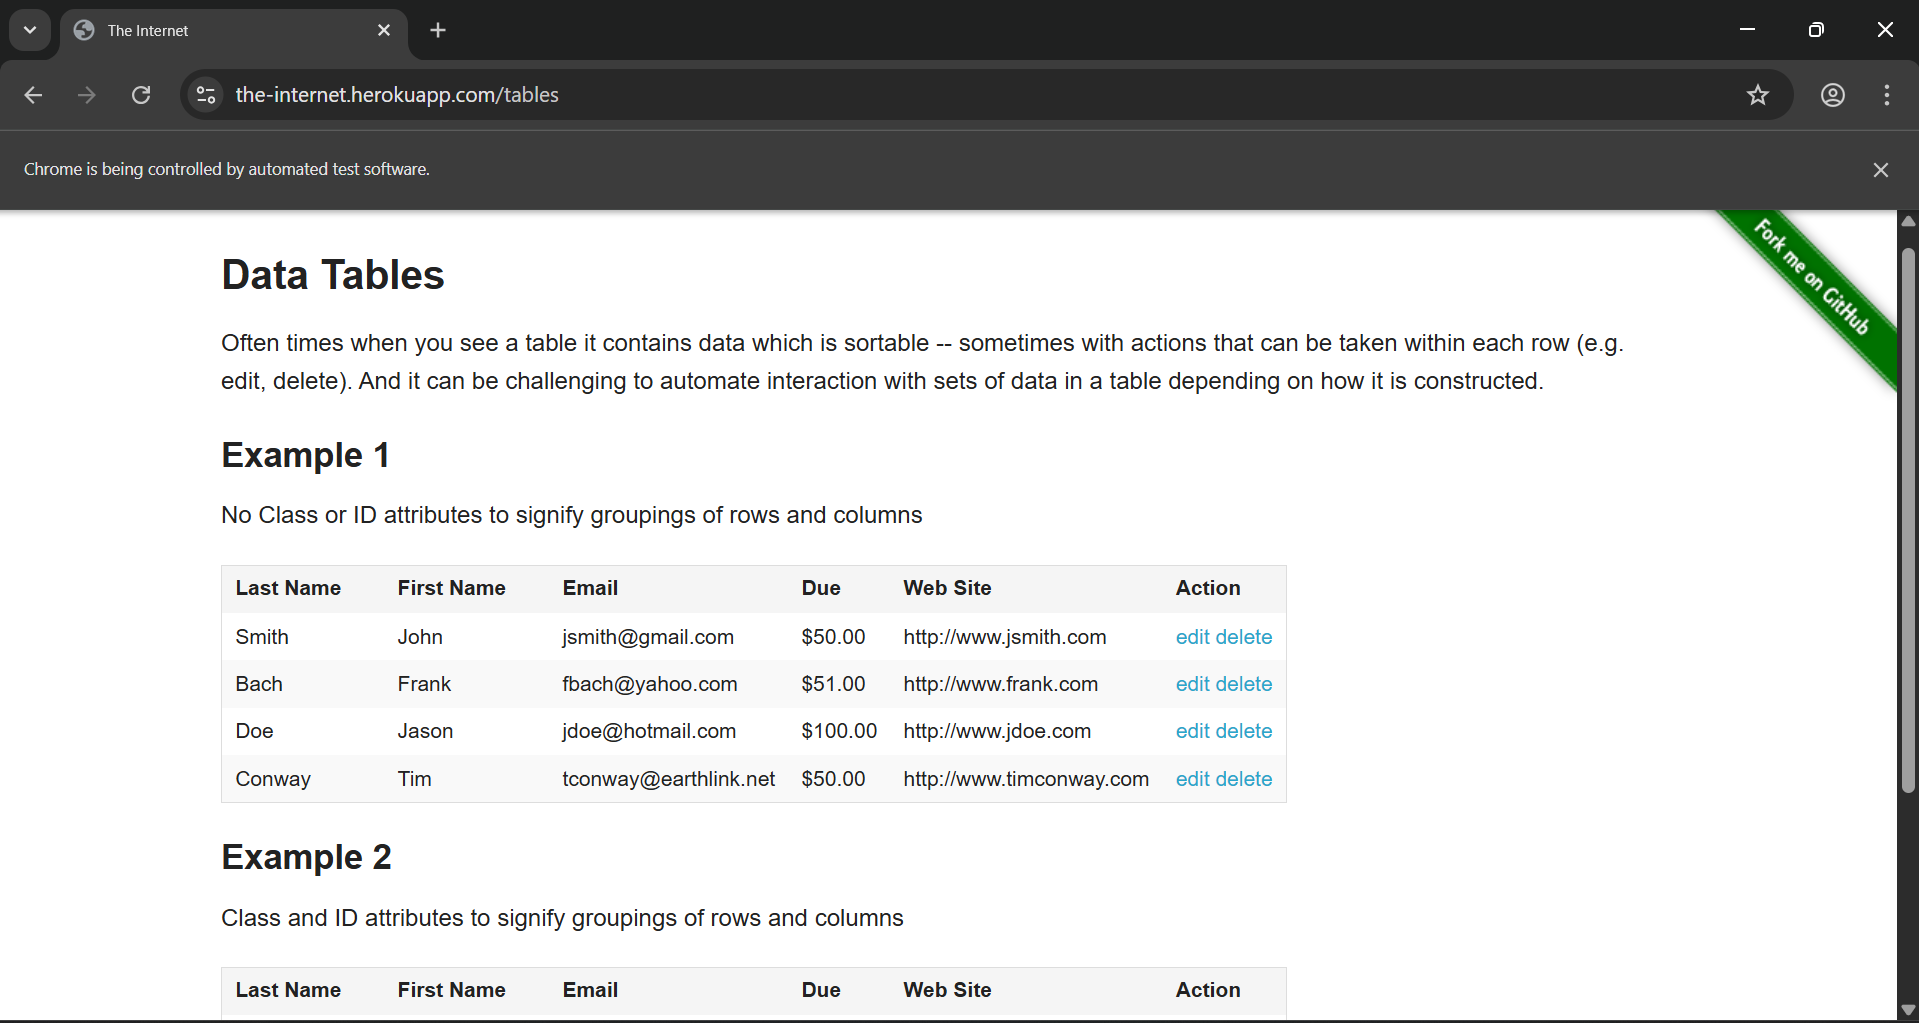 The Internet
the-internet.herokuapp.com/tables
Chrome is being controlled by automated test software.
Fork me on GitHub
Data Tables
Often times when you see a table it contains data which is sortable -- sometimes with actions that can be taken within each row (e.g.
edit, delete). And it can be challenging to automate interaction with sets of data in a table depending on how it is constructed.
Example 1
No Class or ID attributes to signify groupings of rows and columns
Last Name First Name Email Due Web Site Action
Smith John jsmith@gmail.com $50.00 http://www.jsmith.com edit delete
Bach Frank fbach@yahoo.com $51.00 http://www.frank.com edit delete
Doe Jason jdoe@hotmail.com $100.00 http://www.jdoe.com edit delete
Conway Tim tconway@earthlink.net $50.00 http://www.timconway.com edit delete
Example 2
Class and ID attributes to signify groupings of rows and columns
Last Name First Name Email Due Web Site Action